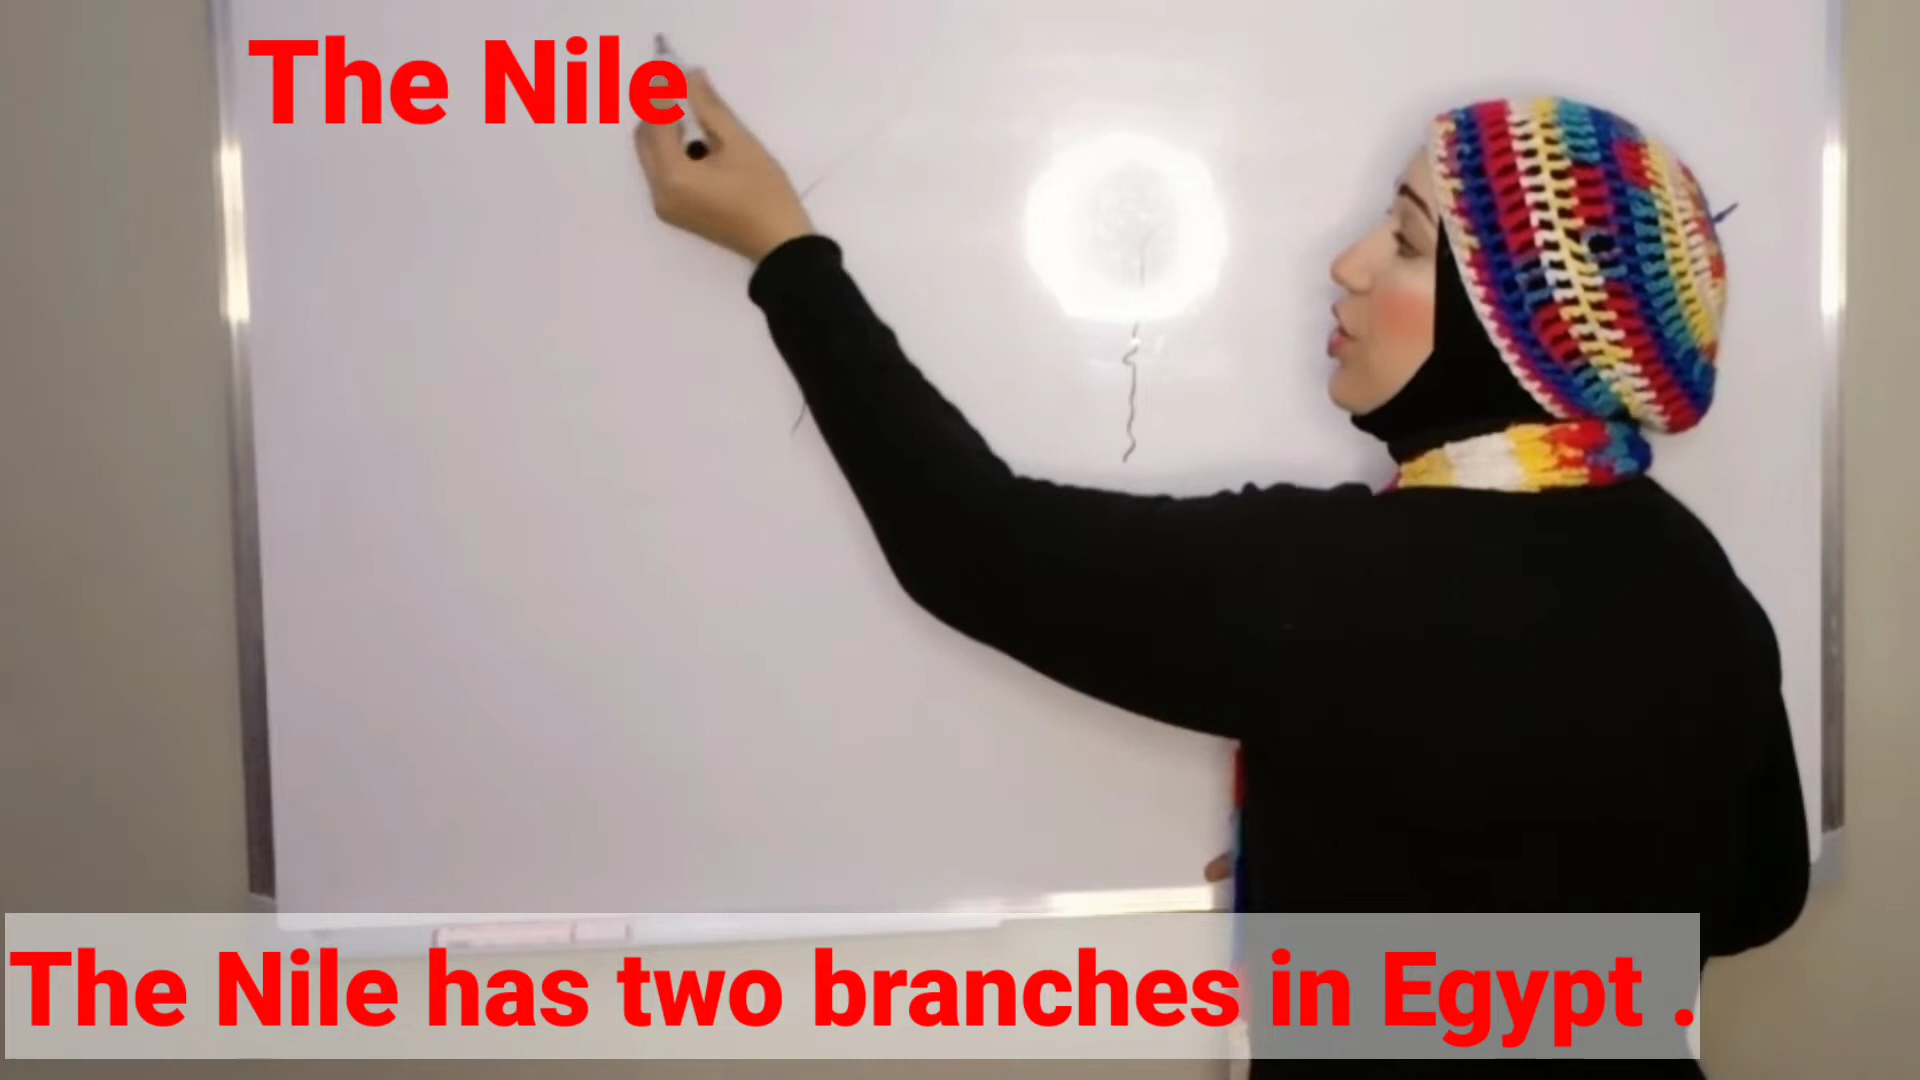 The Nile
The Nile has two branches in Egypt .